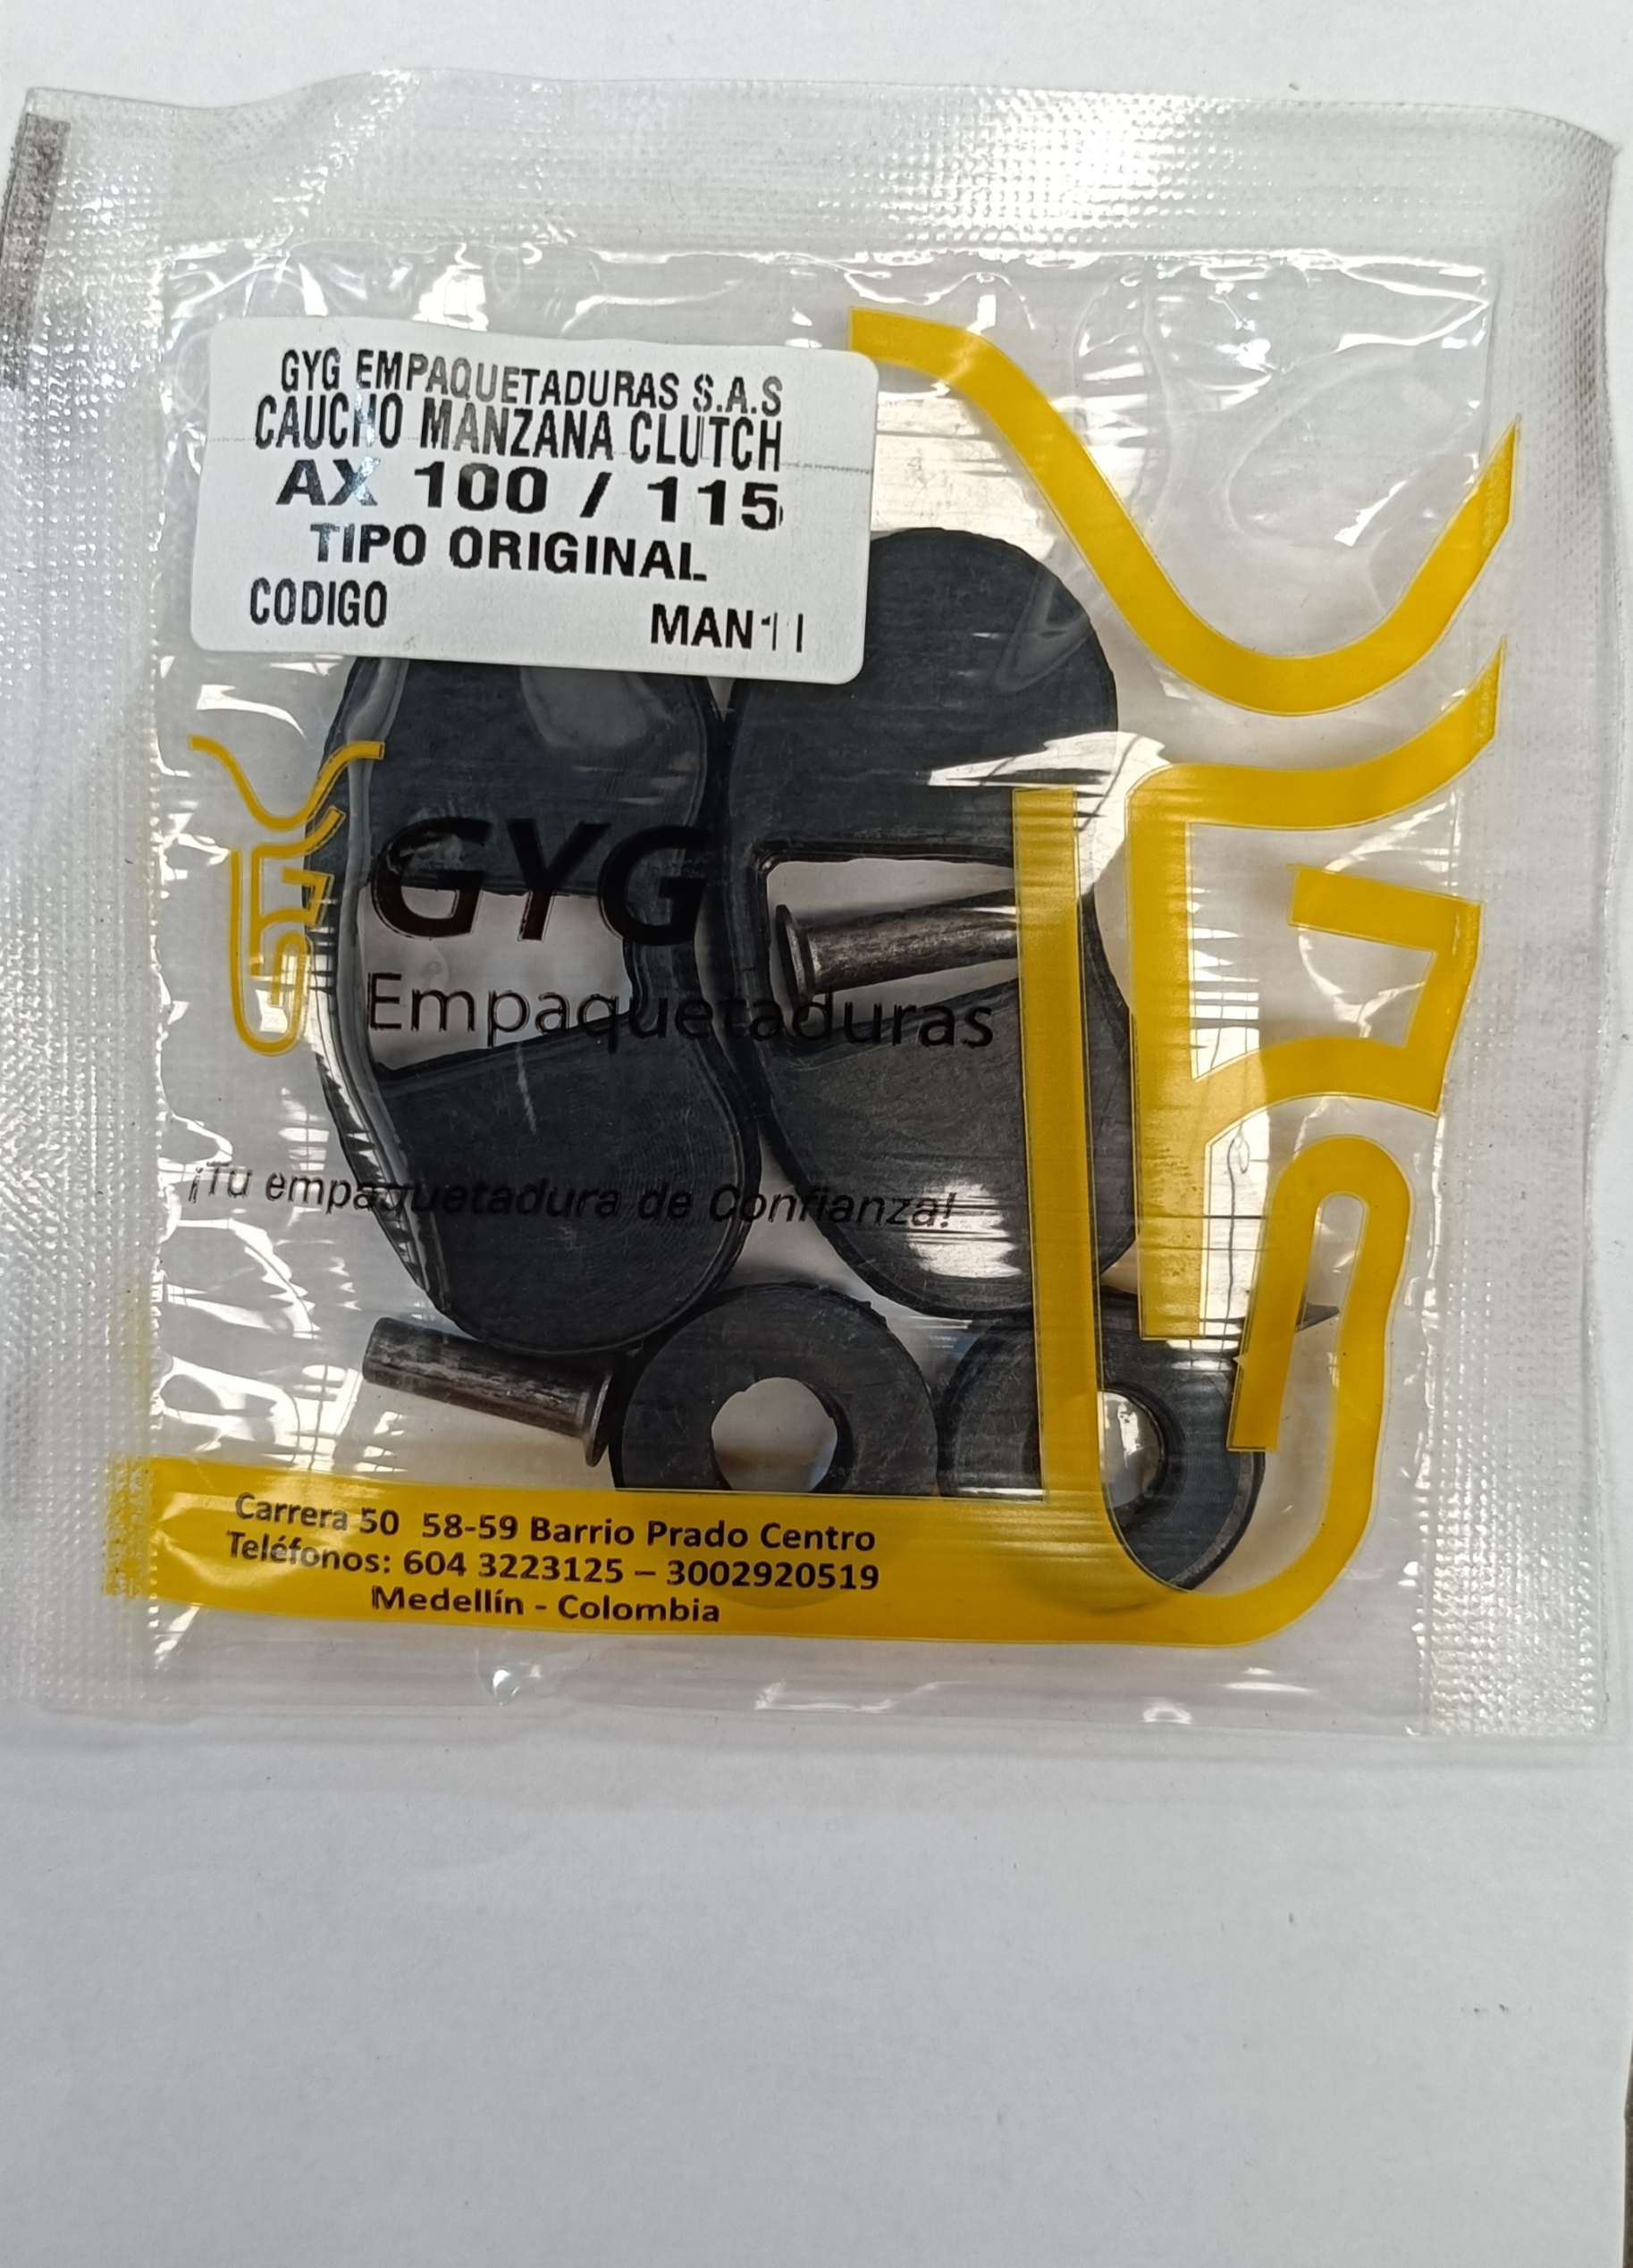 GYG EMPAQUETADURAS S.A.S
CAUCHO MANZANA CLUTCH
AX 100 / 115
TIPO ORIGINAL
CODIGO MAN11
GYG
Empaquetaduras
¡Tu empaquetadura de Confianza!
Carrera 50 58-59 Barrio Prado Centro
Teléfonos: 604 3223125 – 3002920519
Medellín - Colombia